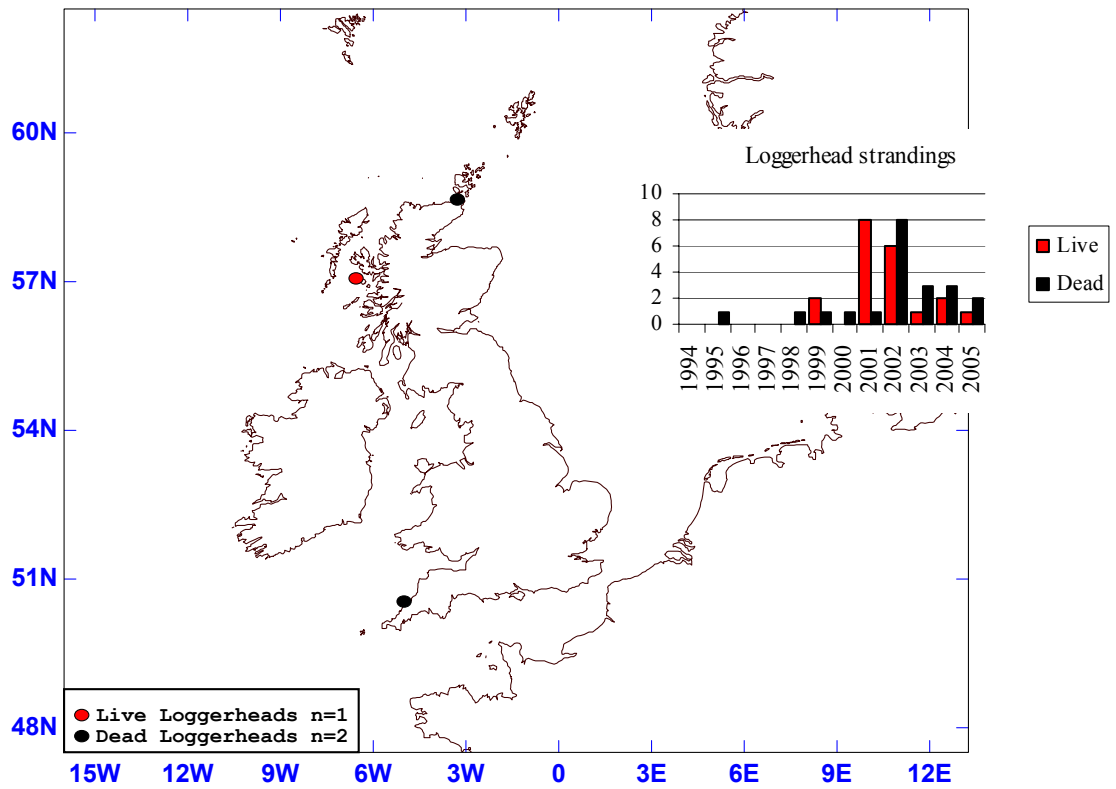 60N
57N
54N
51N
48N
Loggerhead strandings
10
8
6
4
2
0
1994
1995
1996
1997
1998
1999
2000
2001
2002
2003
2004
2005
Live
Dead
Live Loggerheads n=1
Dead Loggerheads n=2
15W 12W 9W 6W 3W 0 3E 6E 9E 12E